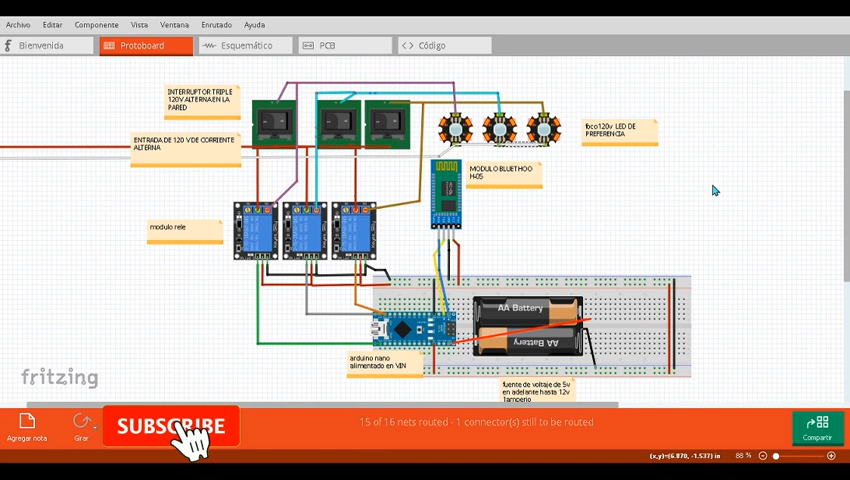 Archivo Editar Componente Vista Ventana Enrutado Ayuda
Bienvenida Protoboard Esquemático PCB Código
INTERRUPTOR TRIPLE
120V ALTERNA EN LA
PARED
ENTRADA DE 120 V DE CORRIENTE
ALTERNA
foco120v LED DE
PREFERENCIA
MODULO BLUETHOO
H-05
modulo rele
AA Battery
AA Battery
arduino nano
alimentado en VIN
fuente de voltaje de 5v
en adelante hasta 12v
1amperio
fritzing
Agregar nota
Girar
SUBSCRIBE
15 of 16 nets routed - 1 connector(s) still to be routed
Compartir
(x,y)=(6.870, -1.537) in 88 %